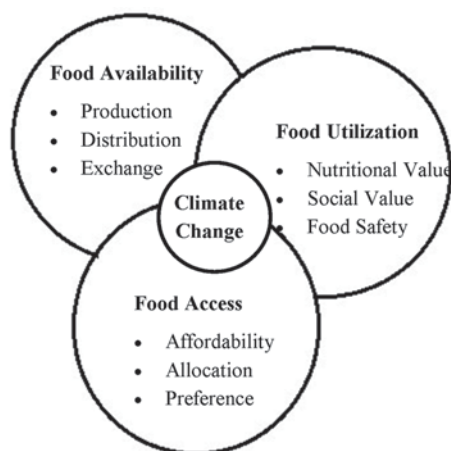 Food Availability
• Production
• Distribution
• Exchange
Food Utilization
• Nutritional Value
• Social Value
• Food Safety
Climate
Change
Food Access
• Affordability
• Allocation
• Preference